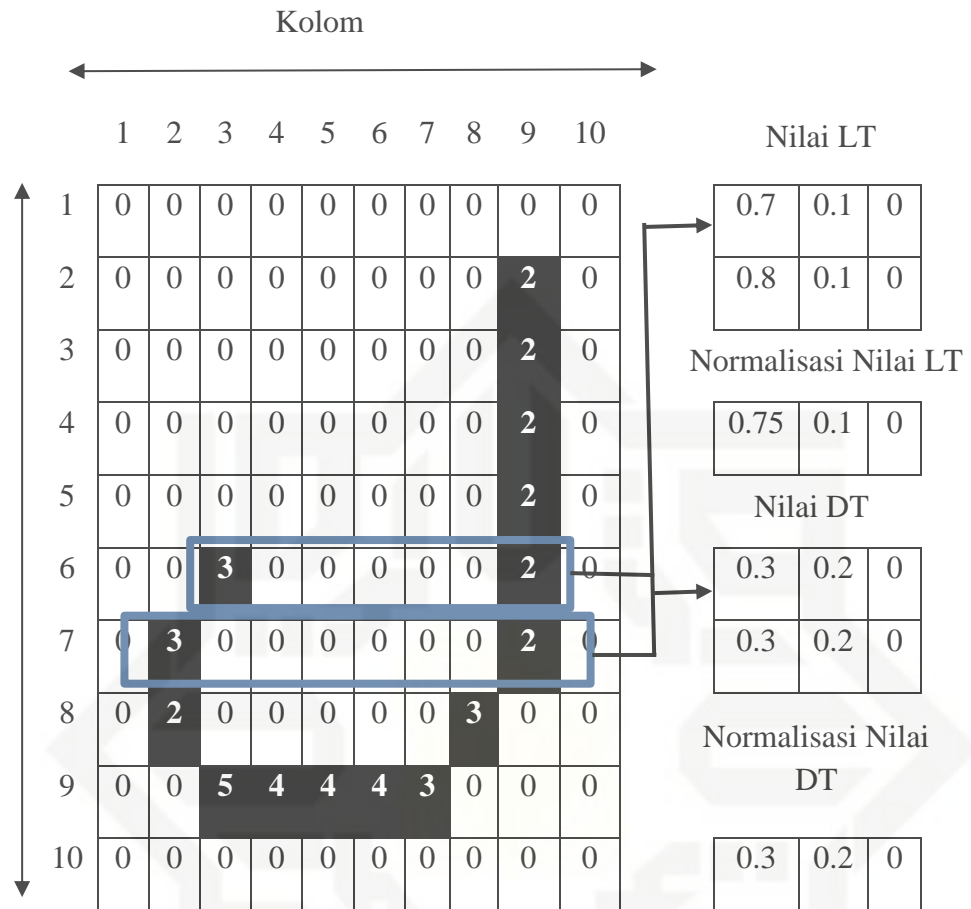 Kolom
1 2 3 4 5 6 7 8 9 10
1 0 0 0 0 0 0 0 0 0 0
2 0 0 0 0 0 0 0 0 2 0
3 0 0 0 0 0 0 0 0 2 0
4 0 0 0 0 0 0 0 0 2 0
5 0 0 0 0 0 0 0 0 2 0
6 0 0 3 0 0 0 0 0 2 0
7 0 3 0 0 0 0 0 0 2 0
8 0 2 0 0 0 0 0 3 0 0
9 0 0 5 4 4 4 3 0 0 0
10 0 0 0 0 0 0 0 0 0 0
Nilai LT
0.7 0.1 0
0.8 0.1 0
Normalisasi Nilai LT
0.75 0.1 0
Nilai DT
0.3 0.2 0
0.3 0.2 0
Normalisasi Nilai
DT
0.3 0.2 0